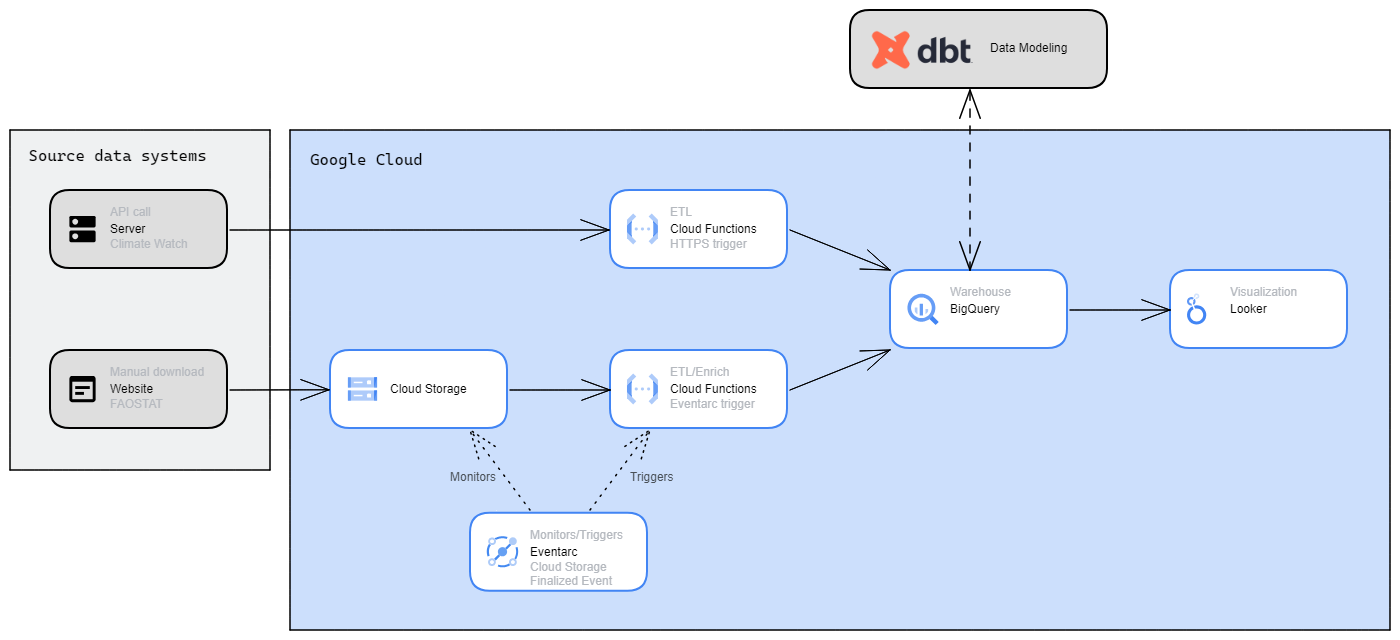 dbt
Data Modeling
Source data systems
Google Cloud
API call
Server
Climate Watch
ETL
Cloud Functions
HTTPS trigger
Warehouse
BigQuery
Visualization
Looker
Manual download
Website
FAOSTAT
Cloud Storage
ETL/Enrich
Cloud Functions
Eventarc trigger
Monitors
Triggers
Monitors/Triggers
Eventarc
Cloud Storage
Finalized Event